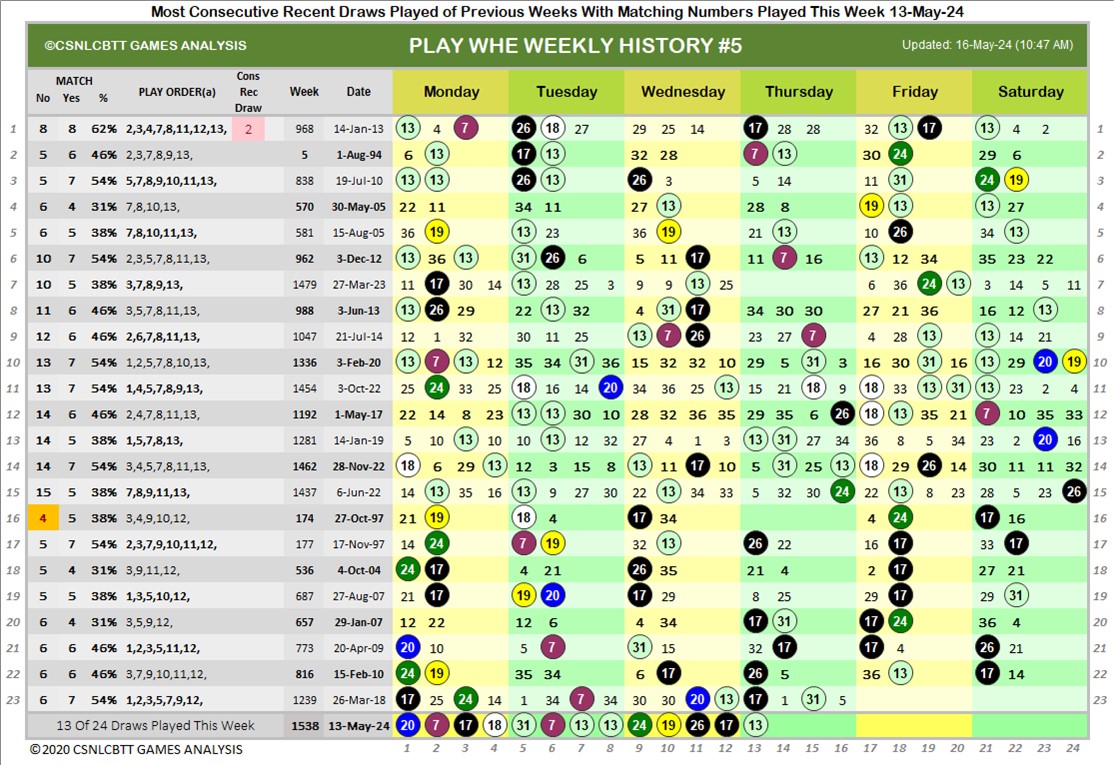 Most Consecutive Recent Draws Played of Previous Weeks With Matching Numbers Played This Week 13-May-24
©CSNLCBTT GAMES ANALYSIS PLAY WHE WEEKLY HISTORY #5 Updated: 16-May-24 (10:47 AM)
No MATCH Yes % PLAY ORDER(a) Cons Rec Draw Week Date Monday Tuesday Wednesday Thursday Friday Saturday
1 8 8 62% 2,3,4,7,8,11,12,13, 2 968 14-Jan-13 13 4 7 26 18 27 29 25 14 17 28 28 32 13 17 13 4 2 1
2 5 6 46% 2,3,7,8,9,13, 5 1-Aug-94 6 13 17 13 32 28 7 13 30 24 29 6 2
3 5 7 54% 5,7,8,9,10,11,13, 838 19-Jul-10 13 13 26 13 26 3 5 14 11 31 24 19 3
4 6 4 31% 7,8,10,13, 570 30-May-05 22 11 34 11 27 13 28 8 19 13 13 27 4
5 6 5 38% 7,8,10,11,13, 581 15-Aug-05 36 19 13 23 36 19 21 13 10 26 34 13 5
6 10 7 54% 2,3,5,7,8,11,13, 962 3-Dec-12 13 36 13 31 26 6 5 11 17 11 7 16 13 12 34 35 23 22 6
7 10 5 38% 3,7,8,9,13, 1479 27-Mar-23 11 17 30 14 13 28 25 3 9 9 13 25 6 36 24 13 3 14 5 11 7
8 11 6 46% 3,5,7,8,11,13, 988 3-Jun-13 13 26 29 22 13 32 4 31 17 34 30 30 27 21 36 16 12 13 8
9 12 6 46% 2,6,7,8,11,13, 1047 21-Jul-14 12 1 32 30 11 25 13 7 26 23 27 7 4 28 13 13 14 21 9
10 13 7 54% 1,2,5,7,8,10,13, 1336 3-Feb-20 13 7 13 12 35 34 31 36 15 32 32 10 29 5 31 3 16 30 31 16 13 29 20 19 10
11 13 7 54% 1,4,5,7,8,9,13, 1454 3-Oct-22 25 24 33 11 18 16 14 20 34 36 25 13 15 21 18 9 18 33 13 31 13 23 2 4 11
12 14 6 46% 2,4,7,8,11,13, 1192 1-May-17 22 14 8 23 13 13 30 10 28 32 36 35 29 35 6 26 18 13 35 21 7 10 35 33 12
13 14 5 38% 1,5,7,8,13, 1281 14-Jan-19 5 10 13 10 10 13 12 32 27 4 1 3 13 31 27 34 36 8 5 34 23 2 20 16 13
14 14 7 54% 3,4,5,7,8,11,13, 1462 28-Nov-22 18 6 29 13 12 3 15 8 13 11 17 10 5 31 25 13 18 29 26 14 30 11 11 32 14
15 15 5 38% 7,8,9,11,13, 1437 6-Jun-22 14 13 35 16 13 9 27 30 22 13 34 33 5 32 30 24 22 13 8 23 28 5 23 26 15
16 4 5 38% 3,4,9,10,12, 174 27-Oct-97 21 19 18 4 17 34 4 24 17 16 16
17 5 7 54% 2,3,7,9,10,11,12, 177 17-Nov-97 14 24 7 19 32 13 26 22 16 17 33 17 17
18 5 4 31% 3,9,11,12, 536 4-Oct-04 24 17 4 21 26 35 21 4 2 17 27 21 18
19 5 5 38% 1,3,5,10,12, 687 27-Aug-07 21 17 19 20 17 29 8 25 29 17 29 31 19
20 6 4 31% 3,5,9,12, 657 29-Jan-07 12 22 12 6 4 34 17 31 17 24 36 4 20
21 6 6 46% 1,2,3,5,11,12, 773 20-Apr-09 20 10 5 7 31 15 32 17 17 4 26 21 21
22 6 6 46% 3,7,9,10,11,12, 816 15-Feb-10 24 19 35 34 6 17 26 5 36 13 17 14 22
23 6 7 54% 1,2,3,5,7,9,12, 1239 26-Mar-18 17 25 24 14 1 34 7 34 30 30 20 13 17 1 31 5 23
13 Of 24 Draws Played This Week 1538 13-May-24 20 7 17 18 31 7 13 13 24 19 26 17 13
© 2020 CSNLCBTT GAMES ANALYSIS 1 2 3 4 5 6 7 8 9 10 11 12 13 14 15 16 17 18 19 20 21 22 23 24